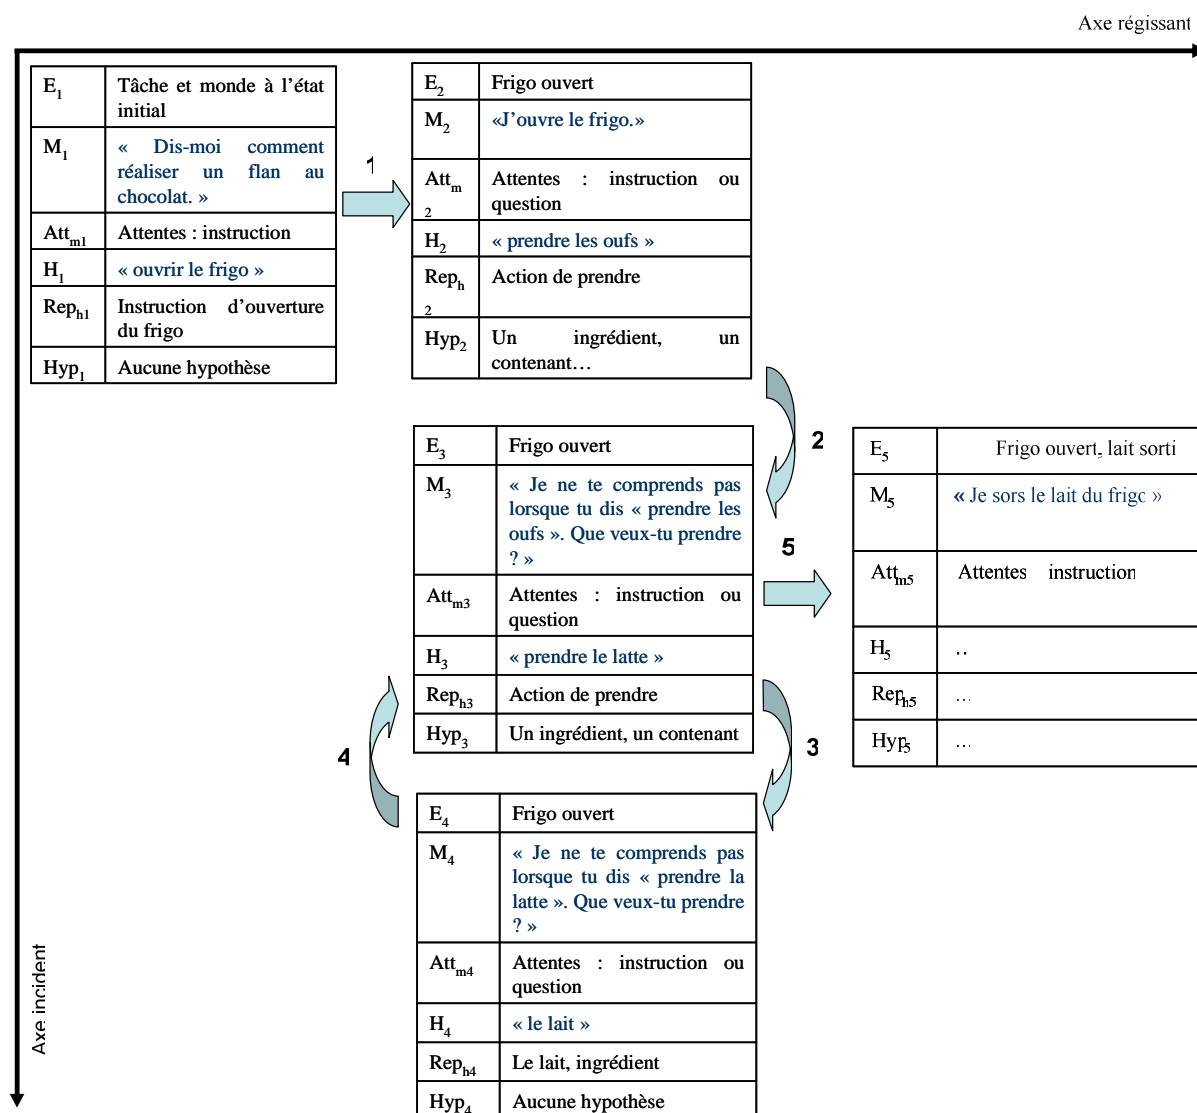 Axe régissant
E1 Tâche et monde à l’état
initial
M1 « Dis-moi comment
réaliser un flan au
chocolat. »
Attm1 Attentes : instruction
H1 « ouvrir le frigo »
Reph1 Instruction d’ouverture
du frigo
Hyp1 Aucune hypothèse
1
E2 Frigo ouvert
M2 «J’ouvre le frigo.»
Attm Attentes : instruction ou
2 question
H2 « prendre les oufs »
Reph Action de prendre
2
Hyp2 Un ingrédient, un
contenant…
2
E3 Frigo ouvert
M3 « Je ne te comprends pas
lorsque tu dis « prendre les
oufs ». Que veux-tu prendre
? »
Attm3 Attentes : instruction ou
question
H3 « prendre le latte »
Reph3 Action de prendre
Hyp3 Un ingrédient, un contenant
5
E5 Frigo ouvert, lait sorti
M5 « Je sors le lait du frigo »
Attm5 Attentes instruction
H5 ..
Reph5 ...
Hyp5 ...
4
3
E4 Frigo ouvert
M4 « Je ne te comprends pas
lorsque tu dis « prendre la
latte ». Que veux-tu prendre
? »
Attm4 Attentes : instruction ou
question
H4 « le lait »
Reph4 Le lait, ingrédient
Hyp4 Aucune hypothèse
Axe incident